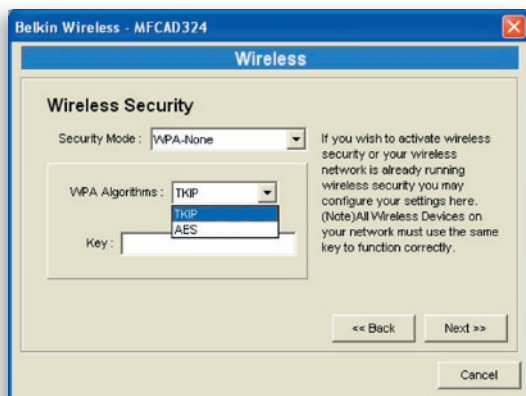 Belkin Wireless - MFCAD324
Wireless
Wireless Security
Security Mode : WPA-None
WPA Algorithms : TKIP
TKIP
AES
Key :
If you wish to activate wireless
security or your wireless
network is already running
wireless security you may
configure your settings here.
(Note)All Wireless Devices on
your network must use the same
key to function correctly.
<< Back
Next >>
Cancel